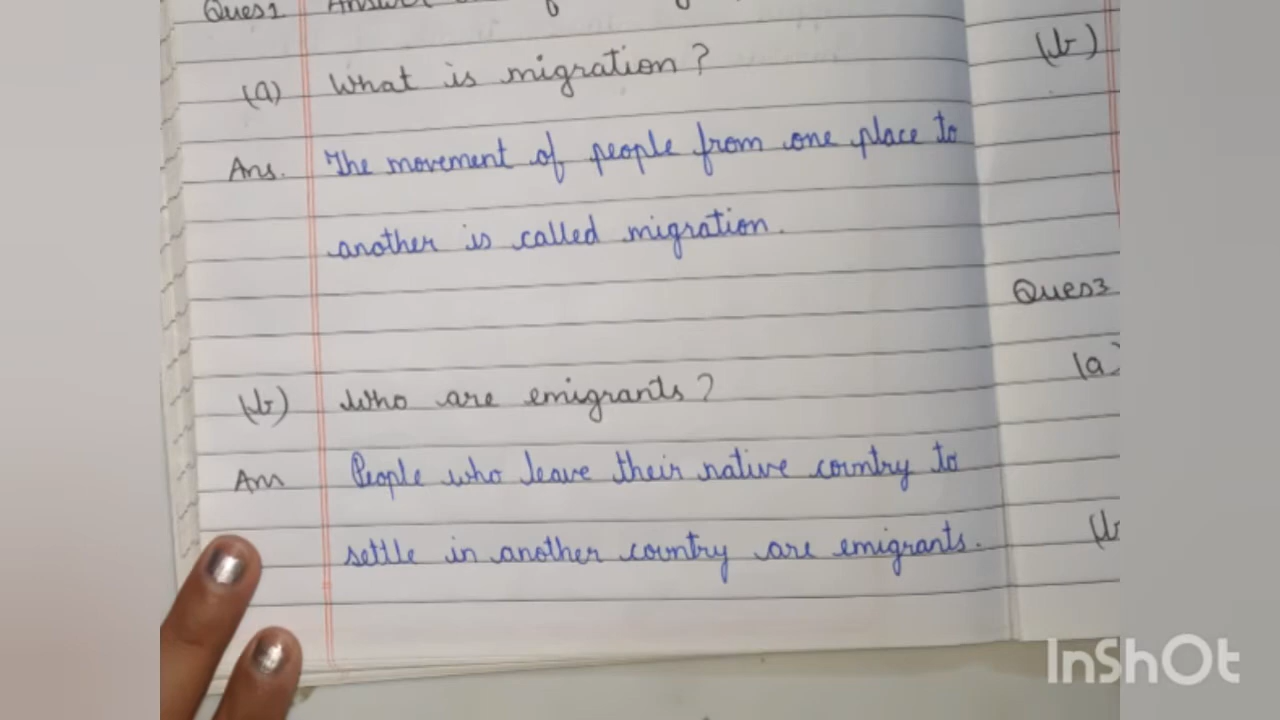 Ques1 Answer
(a) What is migration?
Ans. The movement of people from one place to
another is called migration.
(b) Who are emigrants?
Ans People who leave their native country to
settle in another country are emigrants.
(b)
Ques3
(a)
(b
InShOt